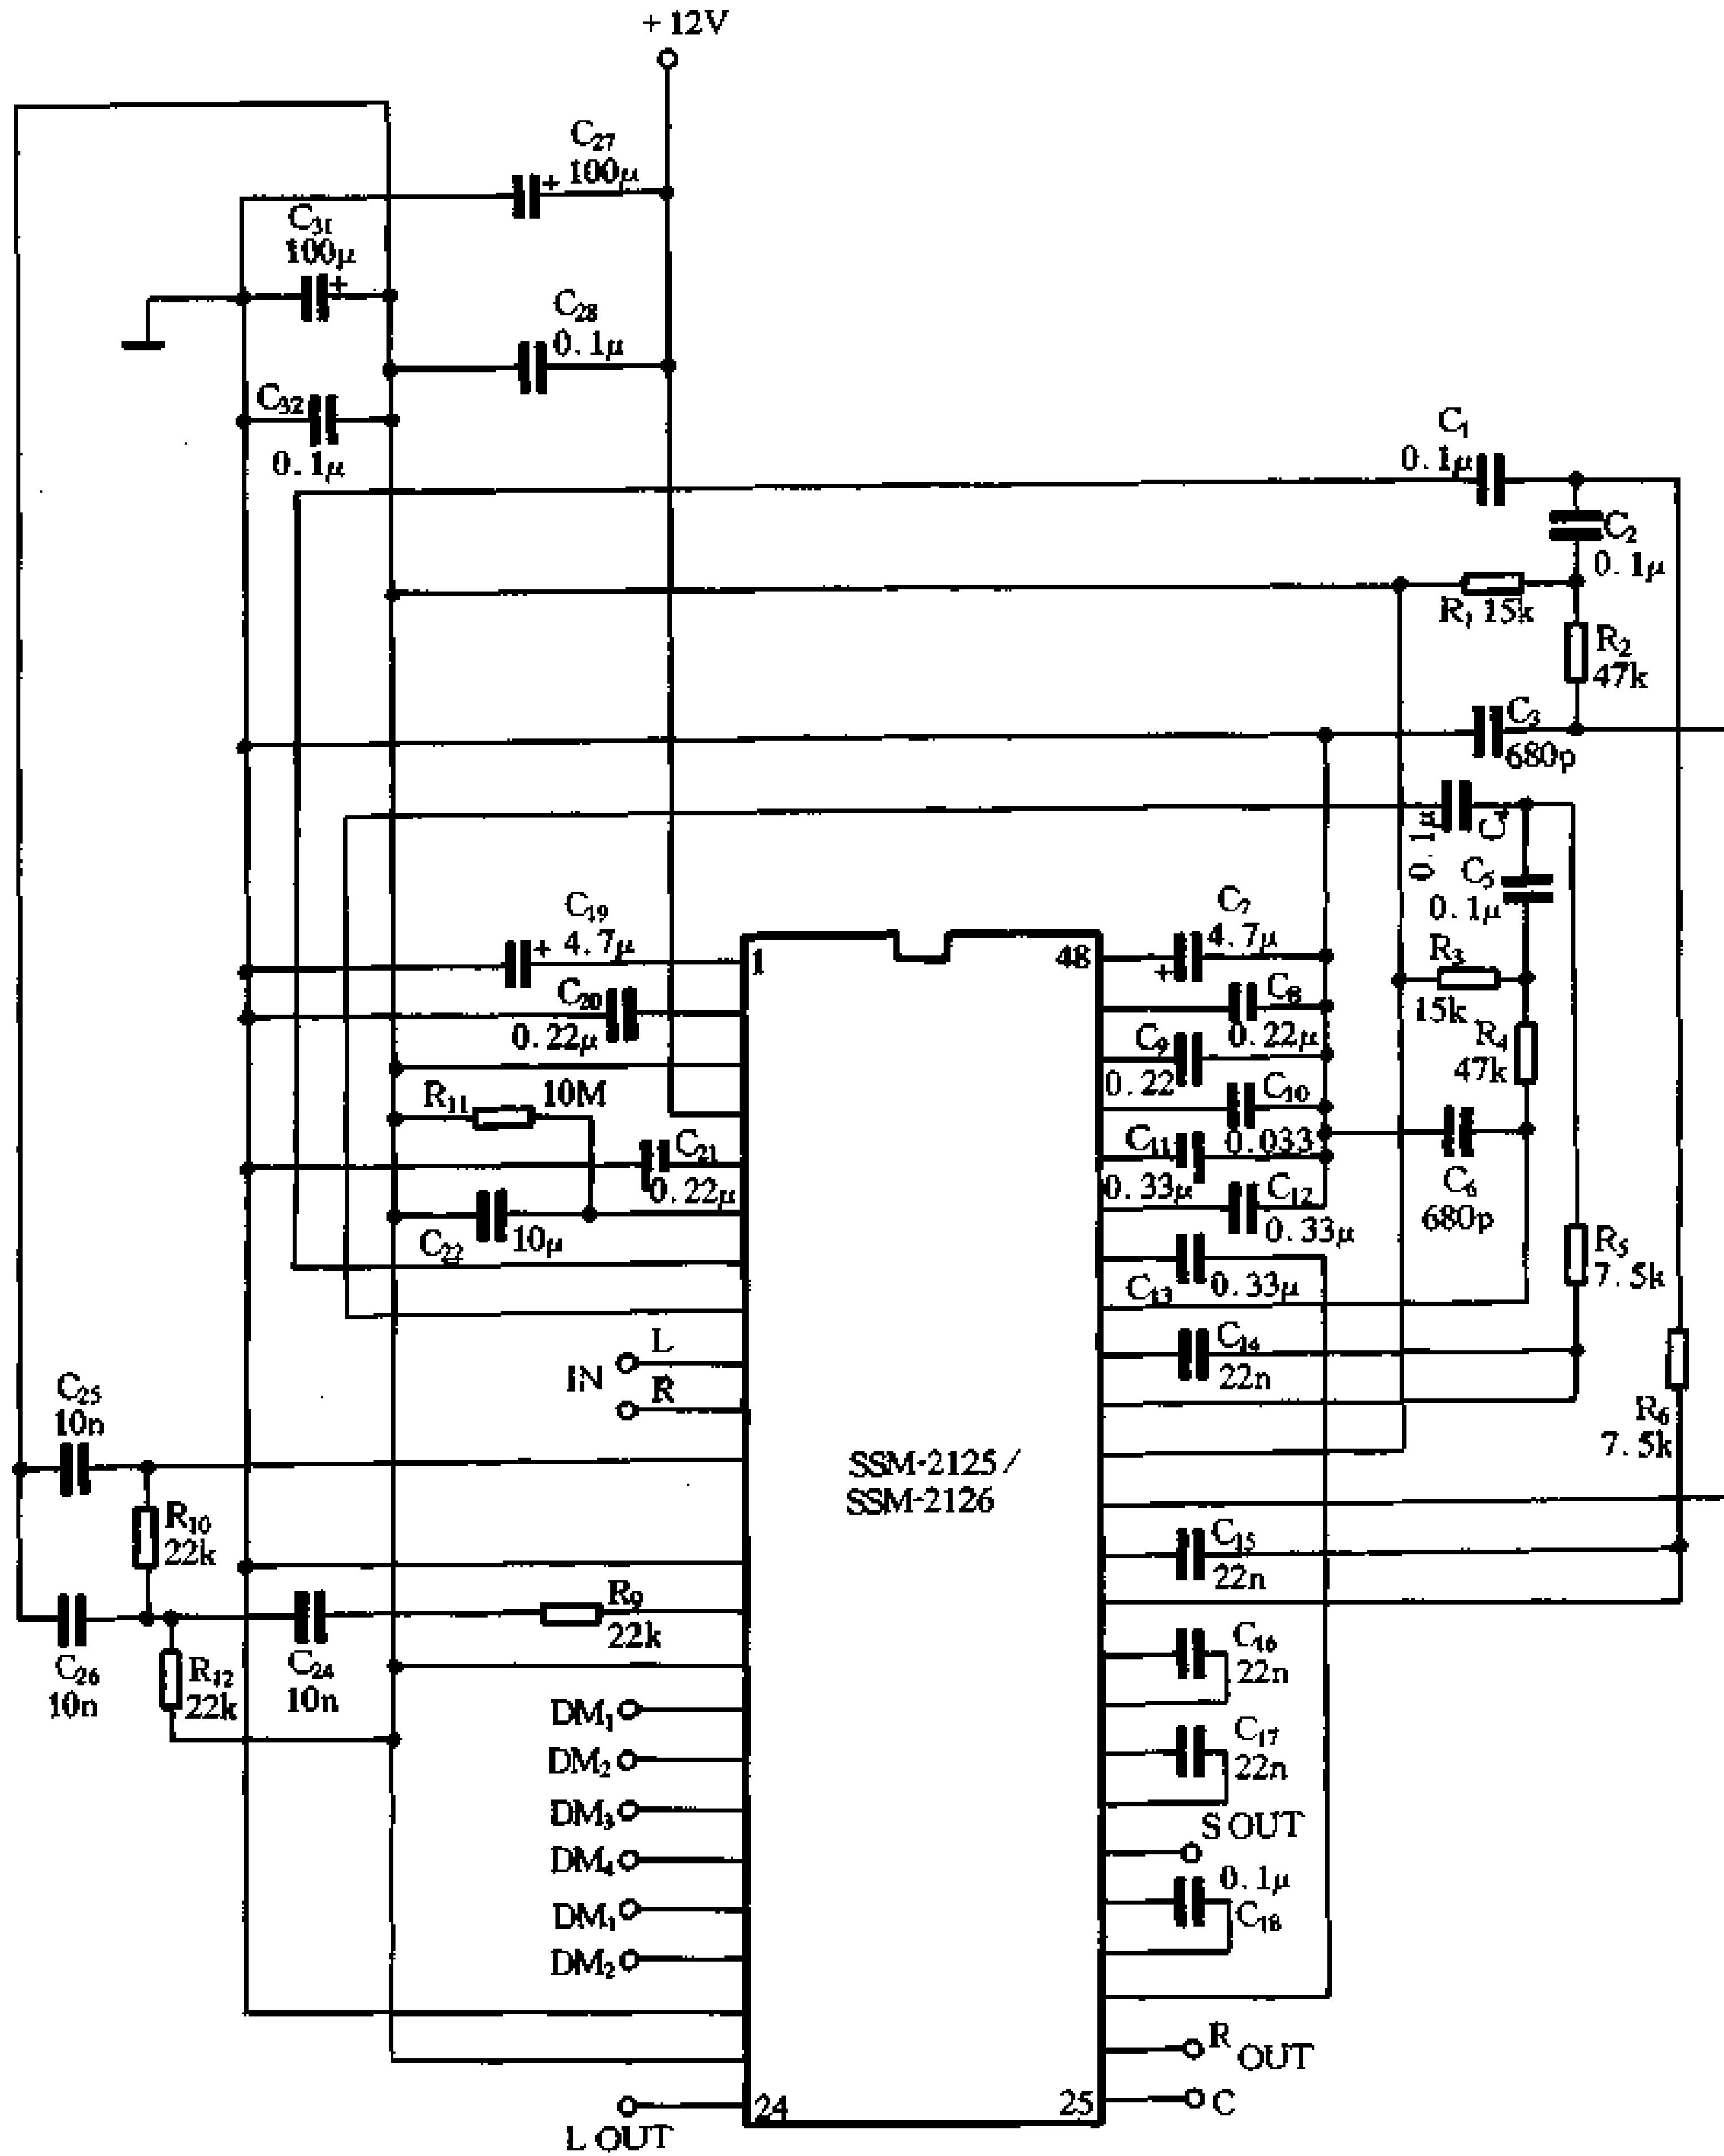 +12V
C27
100μ
C31
100μ
C28
0.1μ
C32
0.1μ
C1
0.1μ
C2
0.1μ
R1 15k
R2
47k
C3
680p
0.1μ
C4
C5
0.1μ
C19
4.7μ
C7
4.7μ
1
48
R3
15k
C20
0.22μ
C8
0.22μ
C9
0.22
R4
47k
R11
10M
C10
0.033
C21
0.22μ
C11
0.33μ
C6
680p
C12
0.33μ
C22
10μ
R5
7.5k
C13
0.33μ
L
IN
R
C14
22n
C25
10n
R6
7.5k
SSM-2125/
SSM-2126
R10
22k
C15
22n
R9
22k
C26
10n
R12
22k
C24
10n
C16
22n
DM1
C17
22n
DM2
DM3
S OUT
DM4
0.1μ
C18
DM1
DM2
R OUT
24
25
C
L OUT